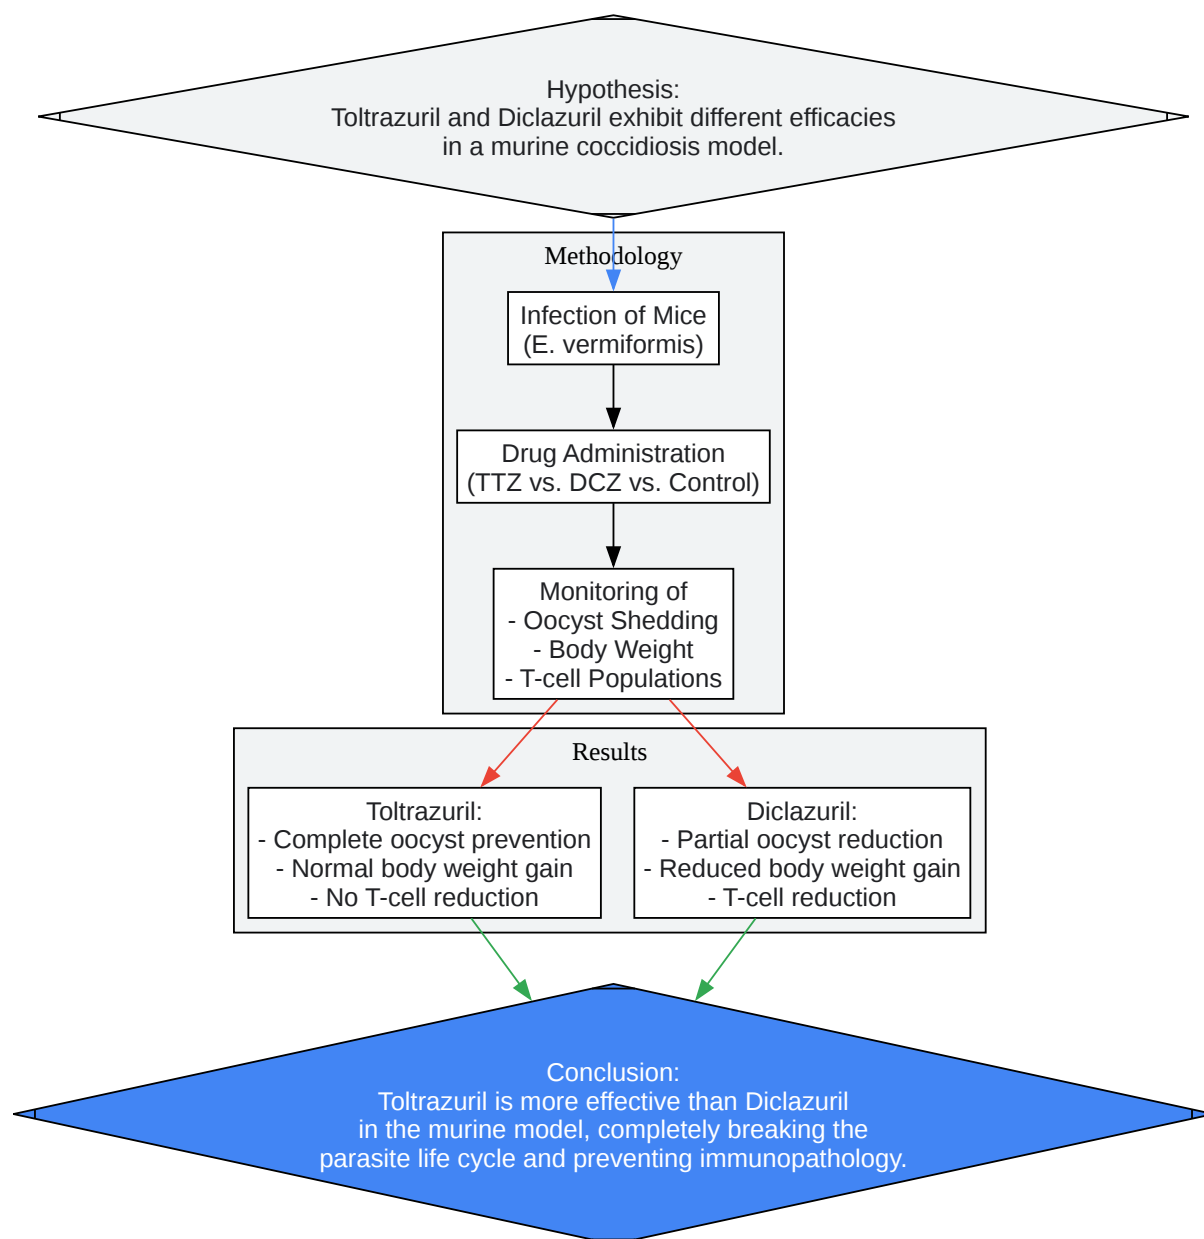 Hypothesis:
Toltrazuril and Diclazuril exhibit different efficacies
in a murine coccidiosis model.
Methodology
Infection of Mice
(E. vermiformis)
Drug Administration
(TTZ vs. DCZ vs. Control)
Monitoring of
- Oocyst Shedding
- Body Weight
- T-cell Populations
Results
Toltrazuril:
- Complete oocyst prevention
- Normal body weight gain
- No T-cell reduction
Diclazuril:
- Partial oocyst reduction
- Reduced body weight gain
- T-cell reduction
Conclusion:
Toltrazuril is more effective than Diclazuril
in the murine model, completely breaking the
parasite life cycle and preventing immunopathology.